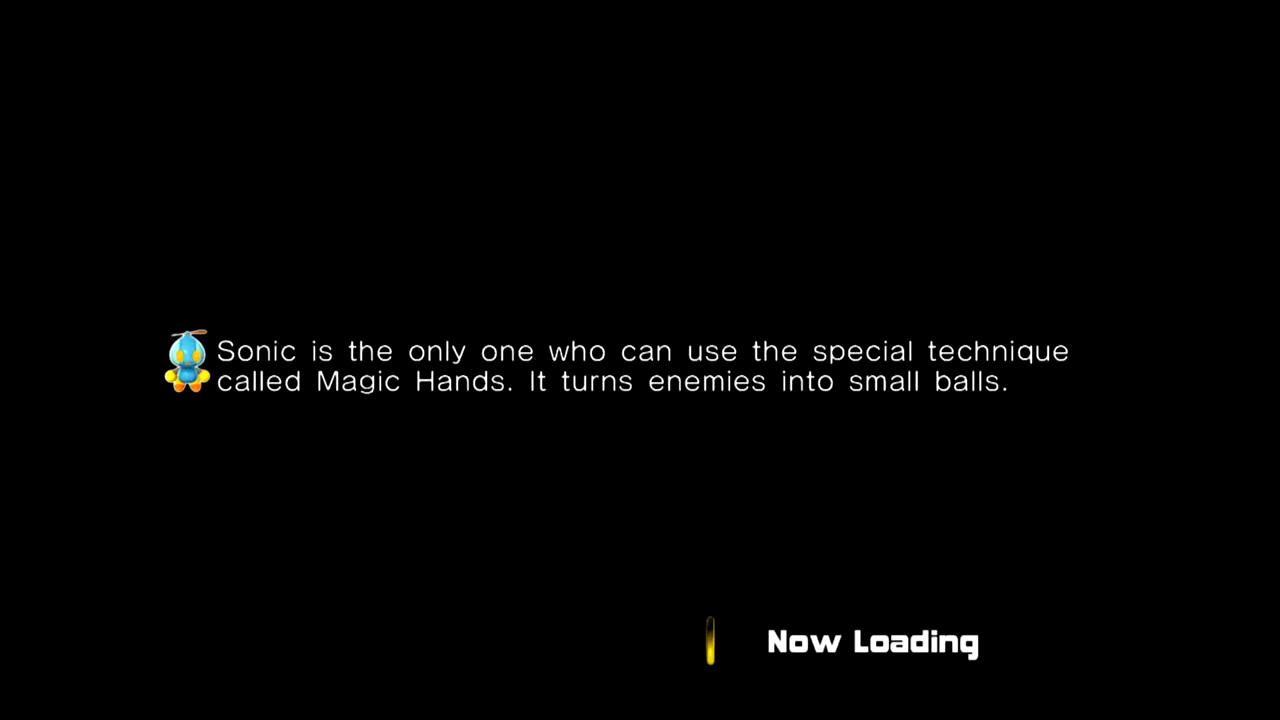 Sonic is the only one who can use the special technique
called Magic Hands. It turns enemies into small balls.
Now Loading